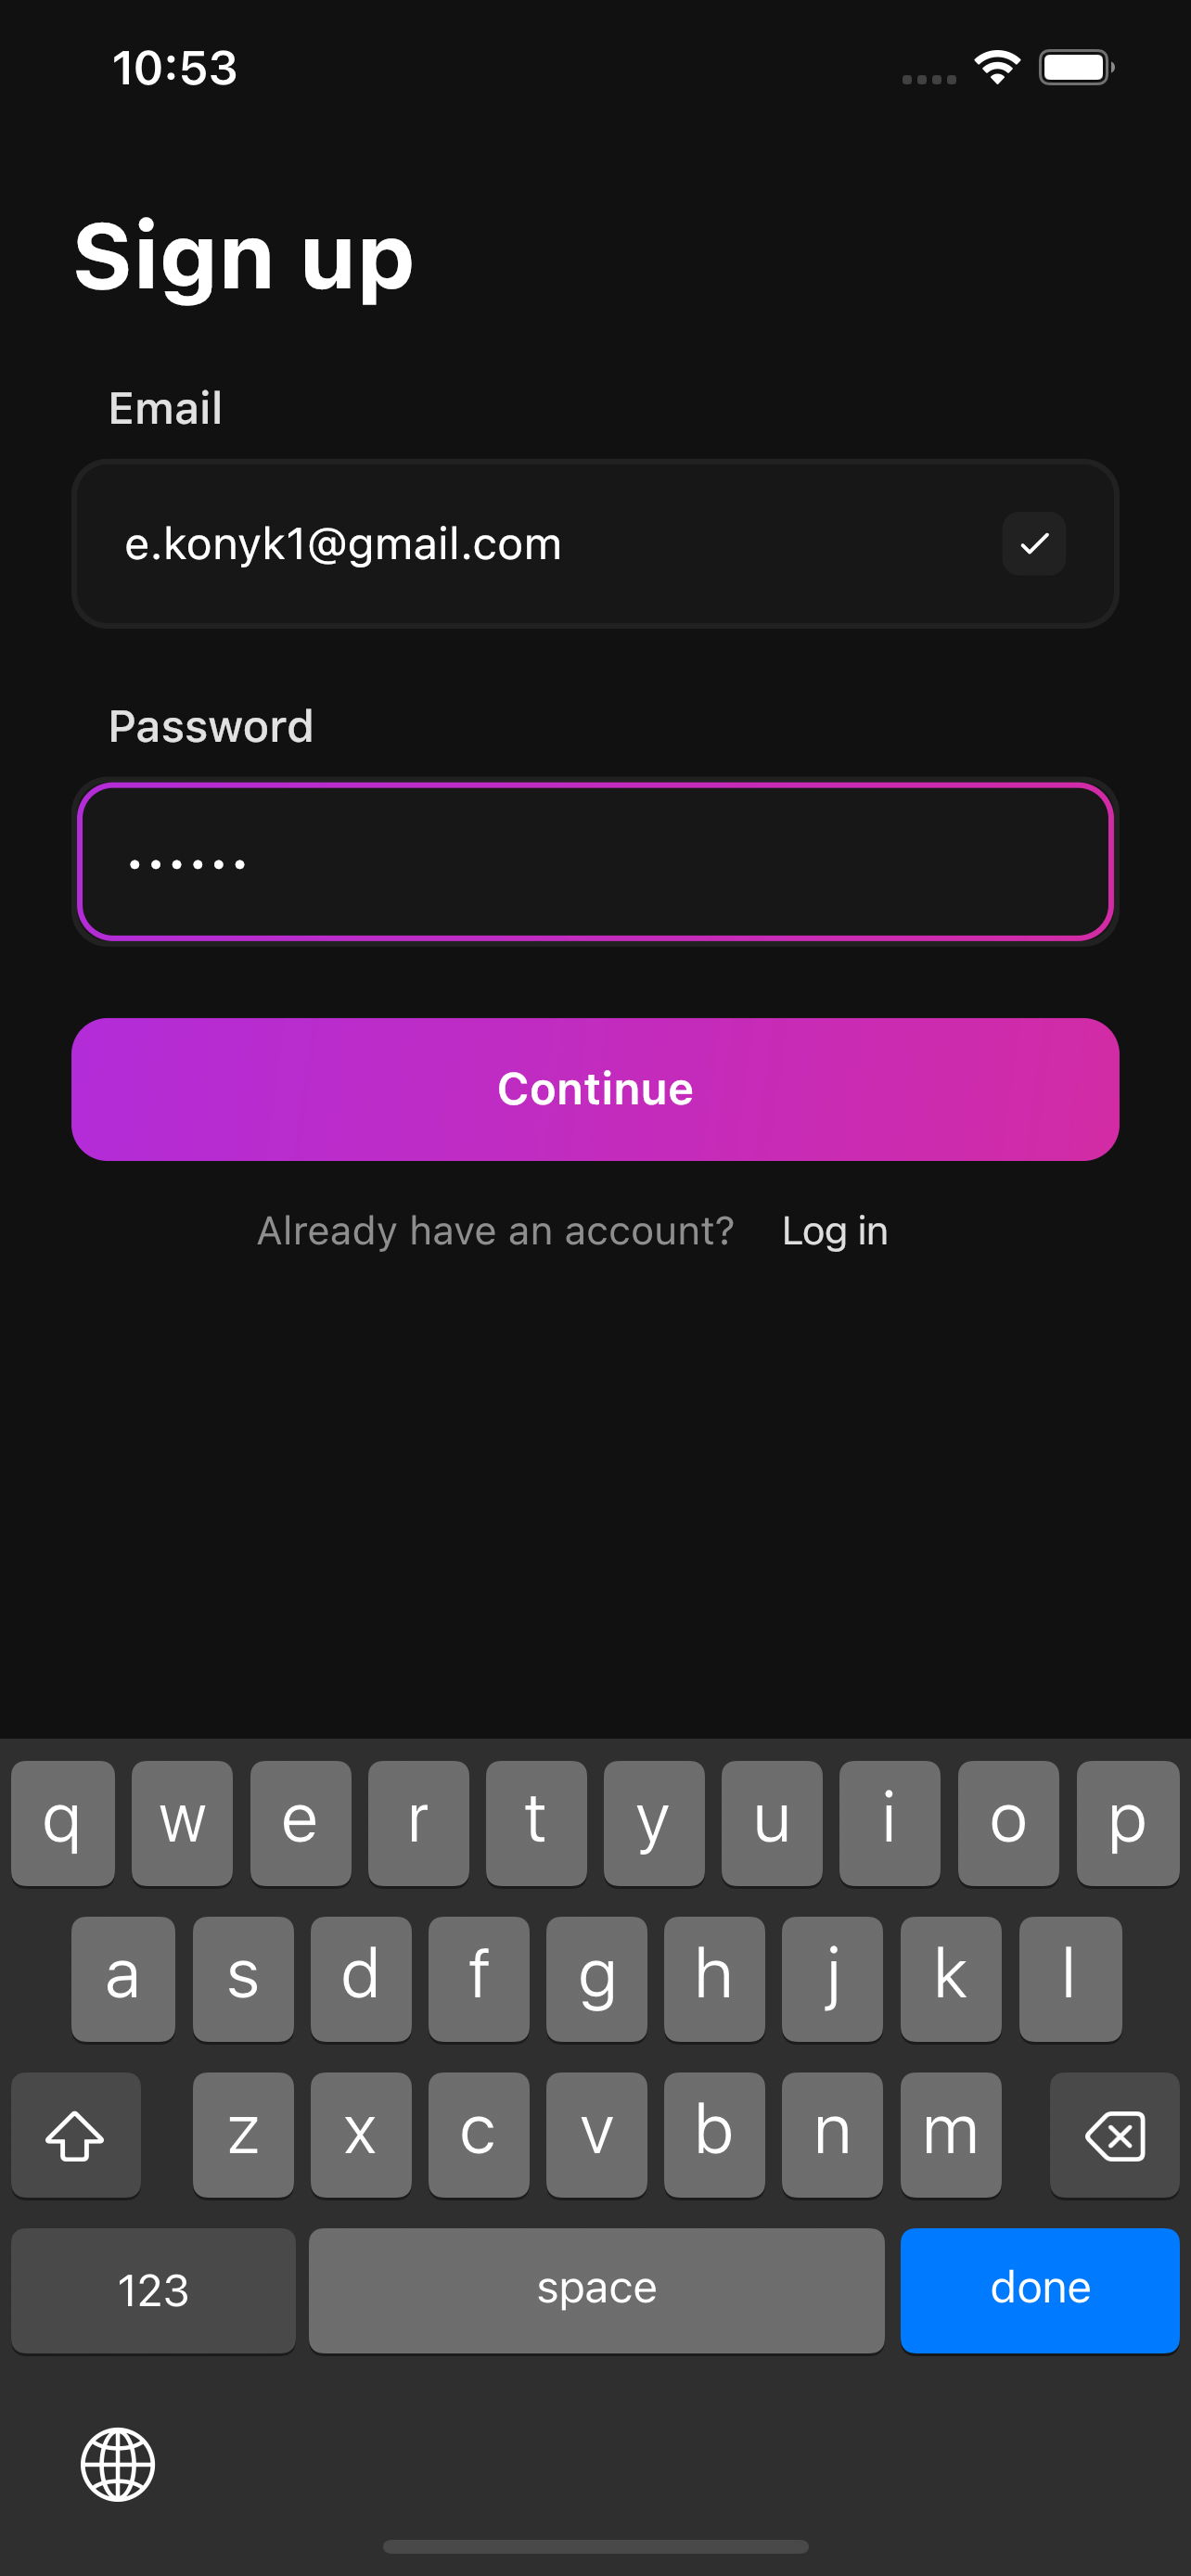 10:53
Sign up
Email
e.konyk1@gmail.com
Password
••••••
Continue
Already have an account? Log in
q w e r t y u i o p
a s d f g h j k l
z x c v b n m
123 space done